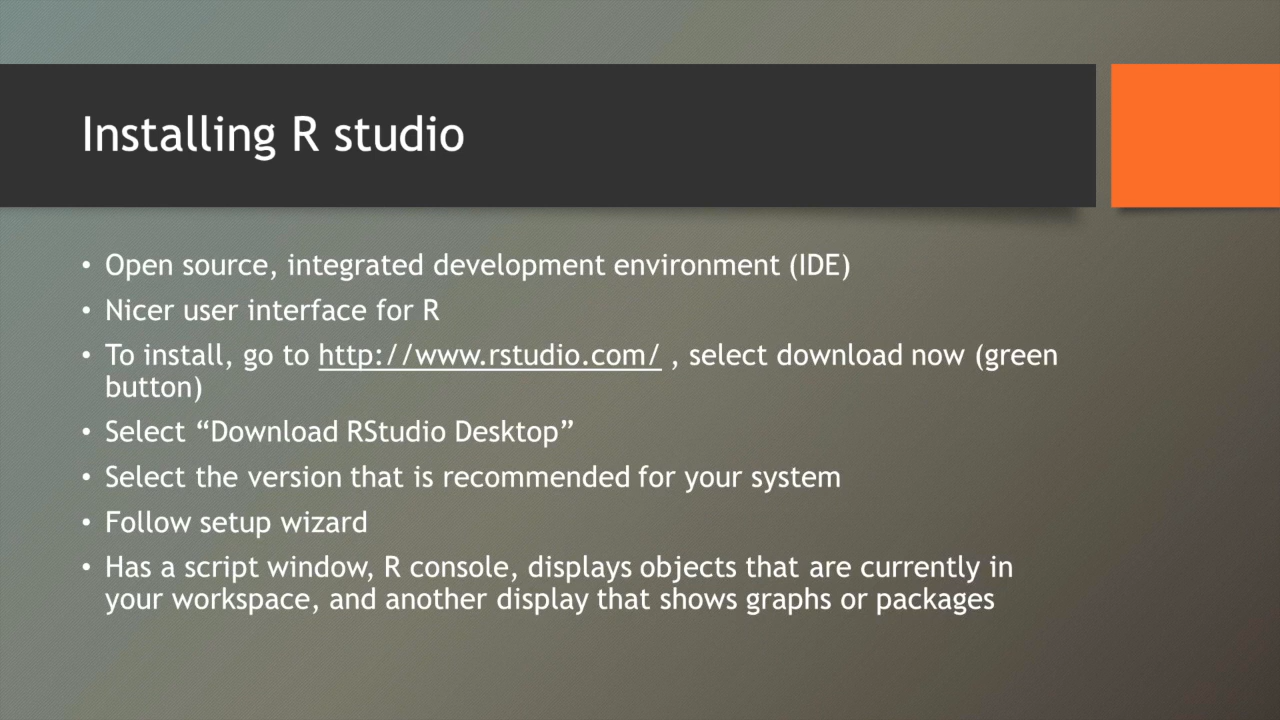 Installing R studio
• Open source, integrated development environment (IDE)
• Nicer user interface for R
• To install, go to http://www.rstudio.com/ , select download now (green
button)
• Select “Download RStudio Desktop”
• Select the version that is recommended for your system
• Follow setup wizard
• Has a script window, R console, displays objects that are currently in
your workspace, and another display that shows graphs or packages